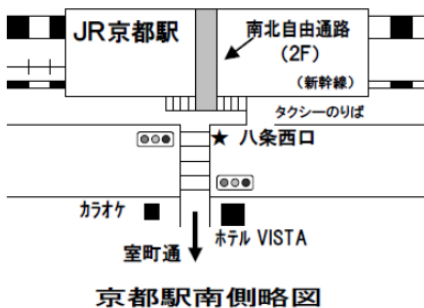 JR京都駅
南北自由通路
(2F)
(新幹線)
タクシーのりば
★ 八条西口
カラオケ
ホテル VISTA
室町通
京都駅南側略図